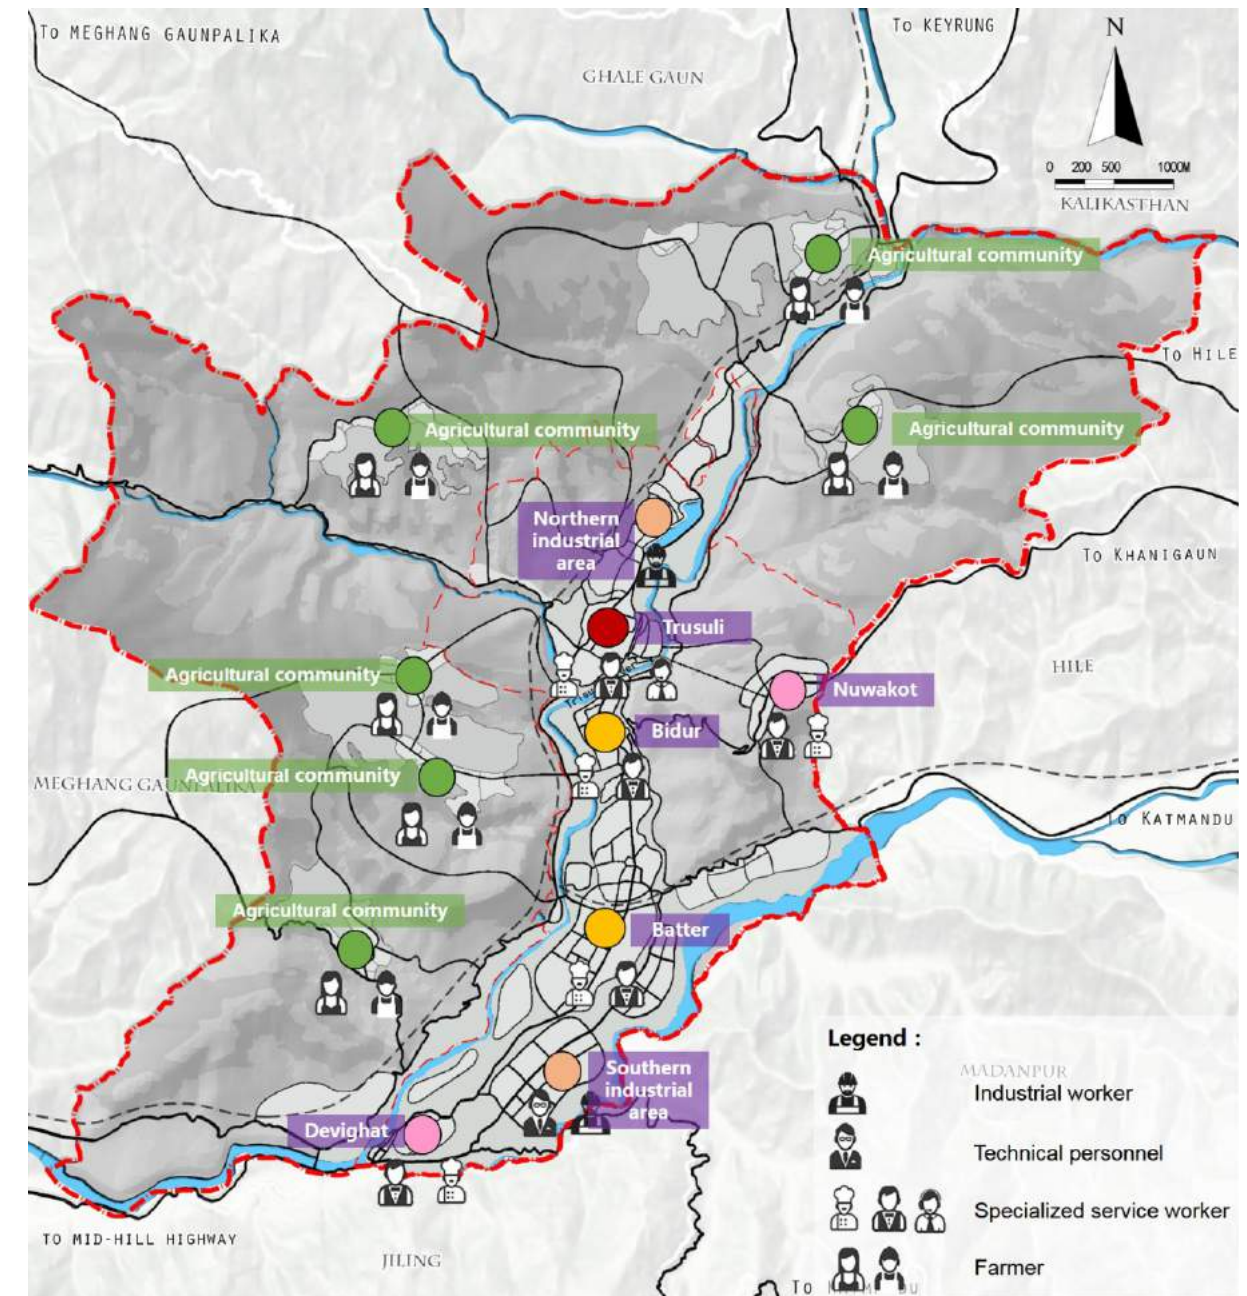 To MEGHANG GAUNPALIKA
To KEYRUNG
N
GHALE GAUN
0 200 500 1000M
KALIKASTHAN
Agricultural community
To HILE
Agricultural community
Agricultural community
Northern
industrial
area
To KHANIGAUN
Trusuli
HILE
Agricultural community
Nuwakot
Bidur
Agricultural community
MEGHANG GAUNPALIKA
To KATMANDU
Agricultural community
Batter
Legend :
Southern
industrial
area
MADANPUR
Industrial worker
Devighat
Technical personnel
Specialized service worker
TO MID-HILL HIGHWAY
JILING
Farmer
To